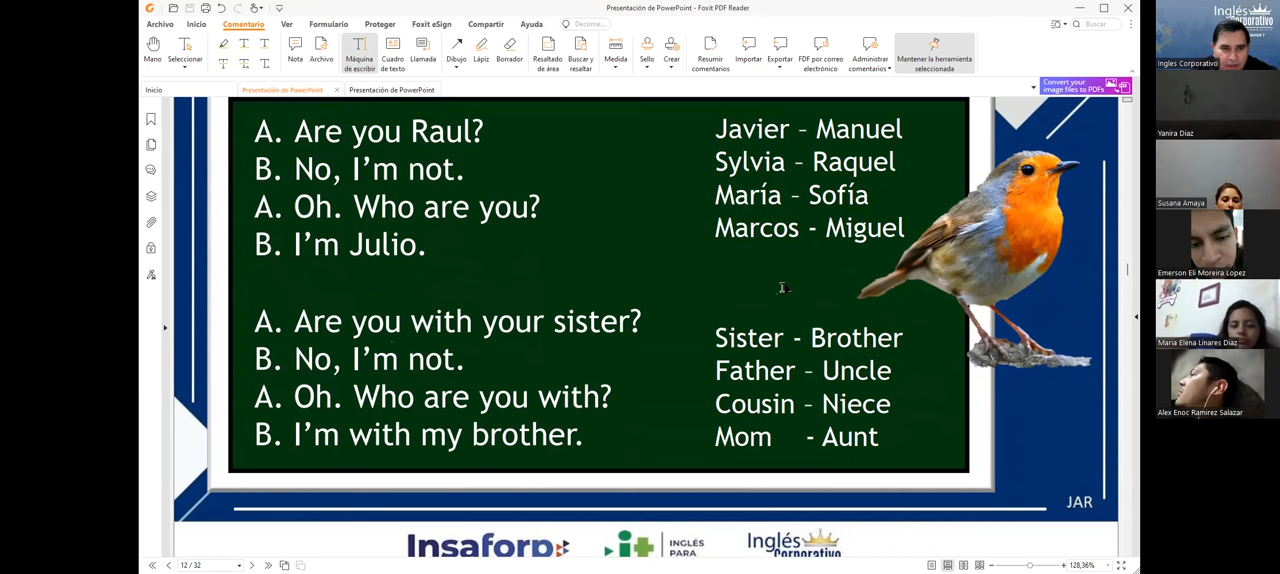 Presentación de PowerPoint - Foxit PDF Reader
Archivo Inicio Comentario Ver Formulario Proteger Foxit eSign Compartir Ayuda Decirme... Buscar
Mano Seleccionar Nota Archivo Máquina de escribir Cuadro de texto Llamada Dibujo Lápiz Borrador Resaltado de área Buscar y resaltar Medida Sello Crear Resumir comentarios Importar Exportar PDF por correo electrónico Administrar comentarios Mantener la herramienta seleccionada
Inicio Presentación de PowerPoint Presentación de PowerPoint
Convert your image files to PDFs
A. Are you Raul?
B. No, I'm not.
A. Oh. Who are you?
B. I'm Julio.
Javier – Manuel
Sylvia – Raquel
María – Sofía
Marcos - Miguel
A. Are you with your sister?
B. No, I'm not.
A. Oh. Who are you with?
B. I'm with my brother.
Sister - Brother
Father – Uncle
Cousin – Niece
Mom - Aunt
JAR
Insaforp
it
INGLÉS
PARA
Inglés
Corporativo
12 / 32
128,36%
Inglés
Corporativo
Ingles Corporativo
Yanira Diaz
Susana Amaya
Emerson Eli Moreira Lopez
Maria Elena Linares Diaz
Alex Enoc Ramirez Salazar